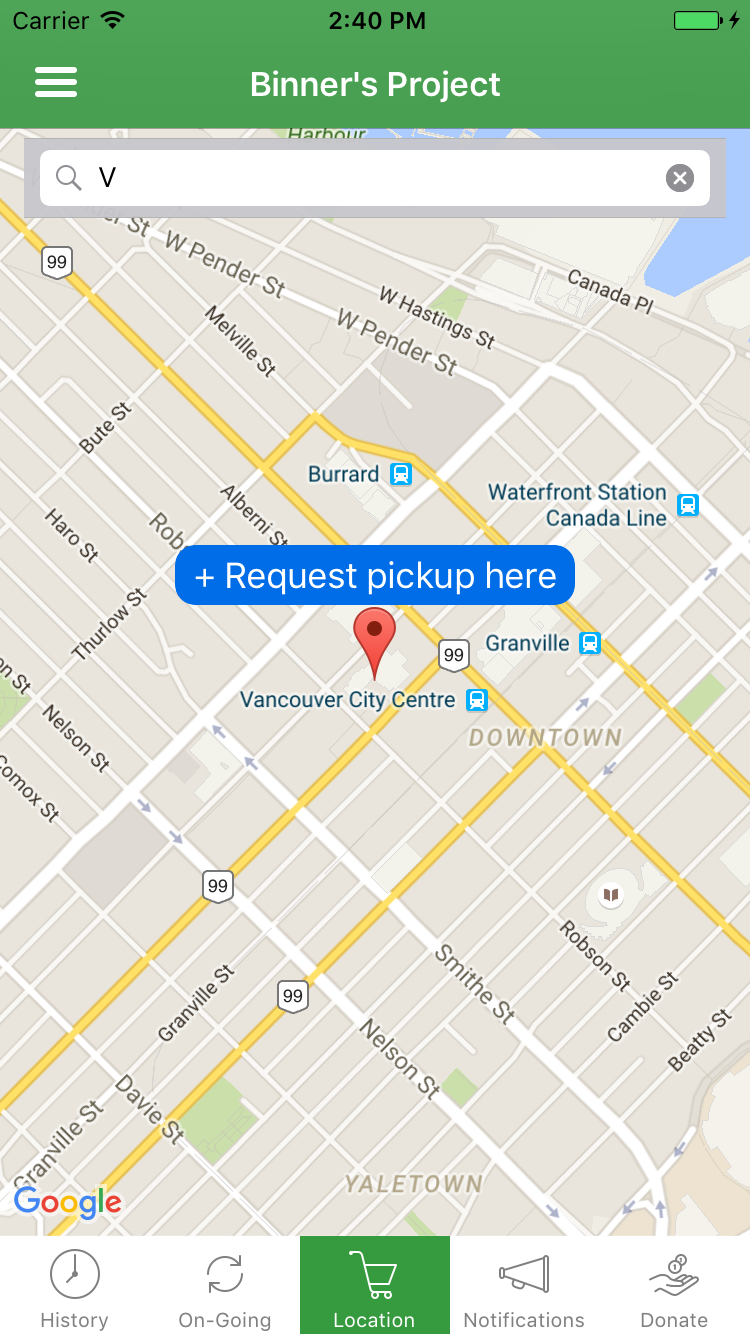 Carrier 2:40 PM
Binner's Project
Harbour
V
W Pender St
99
Canada Pl
W Hastings St
Melville St
W Pender St
Bute St
Burrard
Waterfront Station
Canada Line
Alberni St
Haro St
Rob
+ Request pickup here
Thurlow St
Granville
99
Vancouver City Centre
Nelson St
DOWNTOWN
Comox St
99
Robson St
Smithe St
Cambie St
Granville St
99
Beatty St
Nelson St
Davie St
Granville St
YALETOWN
Google
History On-Going Location Notifications Donate